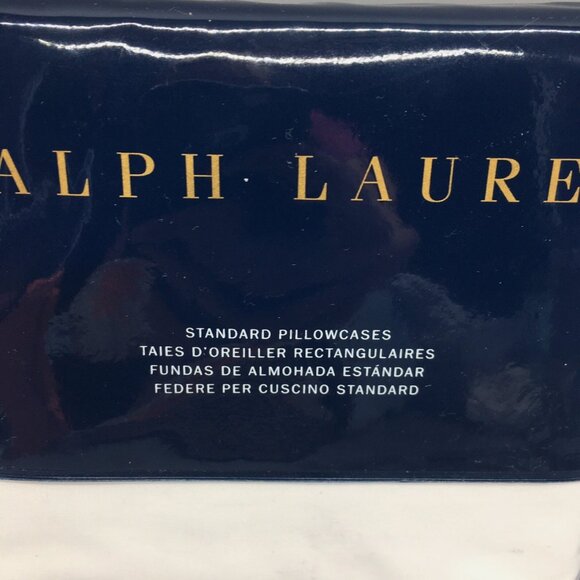 ALPH LAURE
STANDARD PILLOWCASES
TAIES D'OREILLER RECTANGULAIRES
FUNDAS DE ALMOHADA ESTÁNDAR
FEDERE PER CUSCINO STANDARD